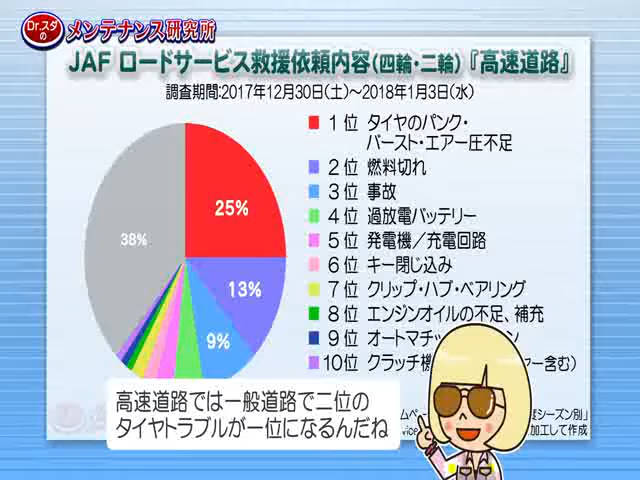 Dr.スダの
メンテナンス研究所
JAF ロードサービス救援依頼内容(四輪・二輪)『高速道路』
調査期間:2017年12月30日(土)〜2018年1月3日(水)
1位 タイヤのパンク・
バースト・エアー圧不足
2位 燃料切れ
3位 事故
4位 過放電バッテリー
5位 発電機/充電回路
6位 キー閉じ込み
7位 クリップ・ハブ・ベアリング
8位 エンジンオイルの不足、補充
9位 オートマチッ
10位 クラッチ機 ー含む)
25%
13%
9%
38%
高速道路では一般道路で二位の
タイヤトラブルが一位になるんだね
シーズン別」
加工して作成